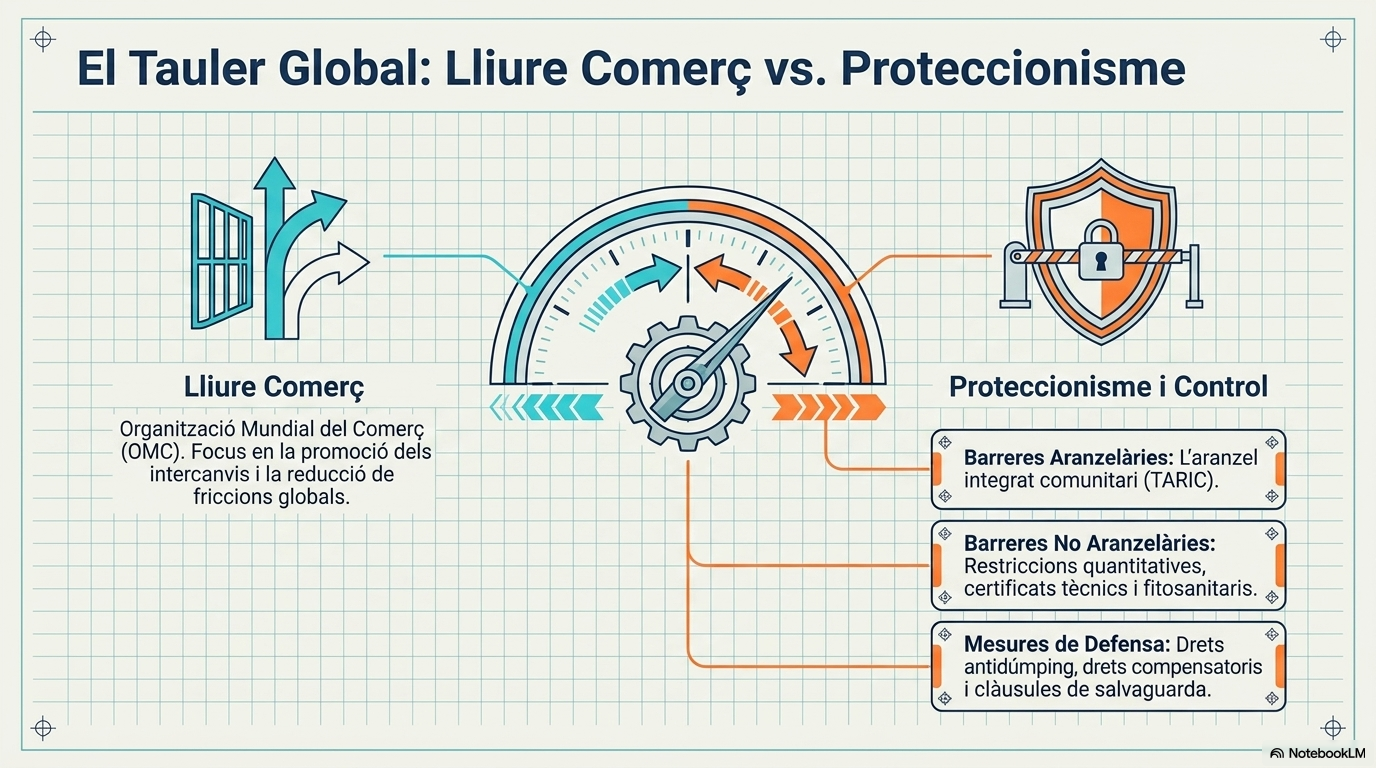 El Tauler Global: Lliure Comerç vs. Proteccionisme
Lliure Comerç
Organització Mundial del Comerç
(OMC). Focus en la promoció dels
intercanvis i la reducció de
friccions globals.
Proteccionisme i Control
Barreres Aranzelàries: L'aranzel
integrat comunitari (TARIC).
Barreres No Aranzelàries:
Restriccions quantitatives,
certificats tècnics i fitosanitaris.
Mesures de Defensa: Drets
antidúmping, drets compensatoris
i clàusules de salvaguarda.
NotebookLM